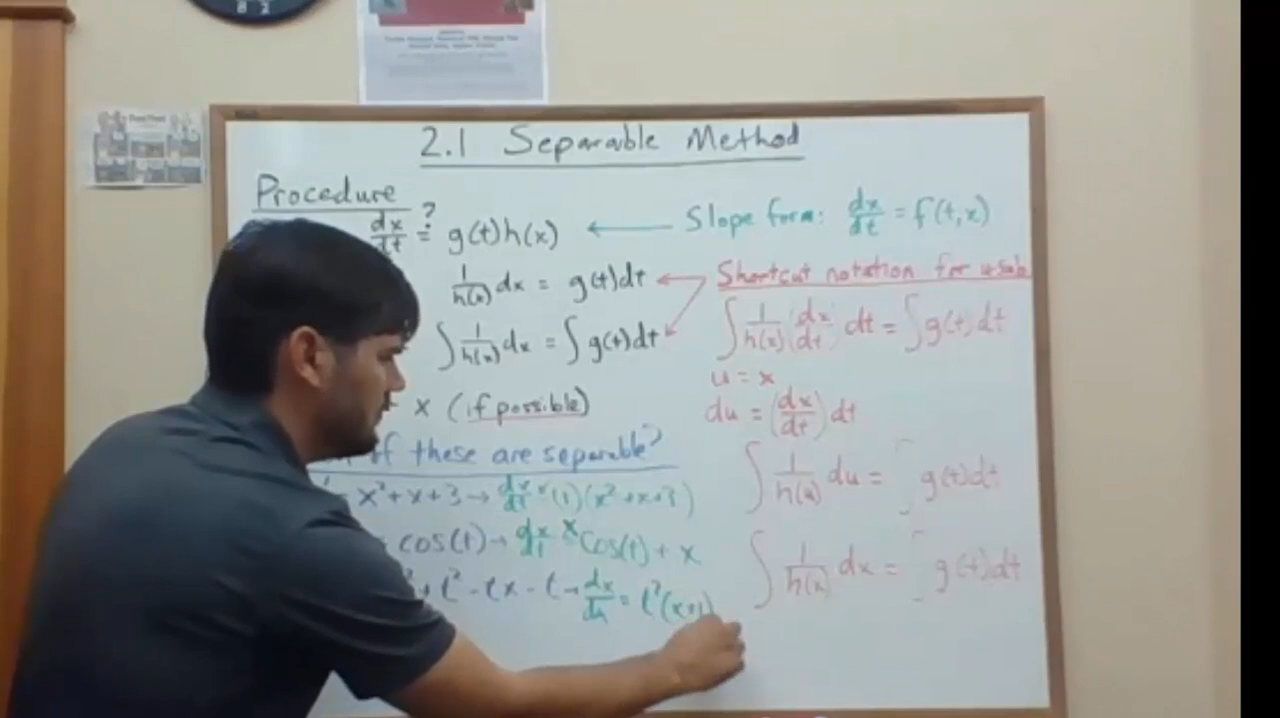 2.1 Separable Method
Procedure
dx/dt ?= g(t)h(x) ← Slope form: dx/dt = f(t,x)
1/h(x) dx = g(t)dt
Shortcut notation for u-sub
∫ 1/h(x) dx = ∫ g(t)dt
∫ 1/h(x) (dx/dt) dt = ∫ g(t)dt
u = x
x (if possible)
du = (dx/dt) dt
of these are separable?
∫ 1/h(u) du = ∫ g(t)dt
x² + x + 3 → dx/dt = (1)(x² + x + 3)
cos(t) → dx/dt × cos(t) + x
∫ 1/h(x) dx = ∫ g(t)dt
+ t² - tx - t → dx/dt = t²(x+1)